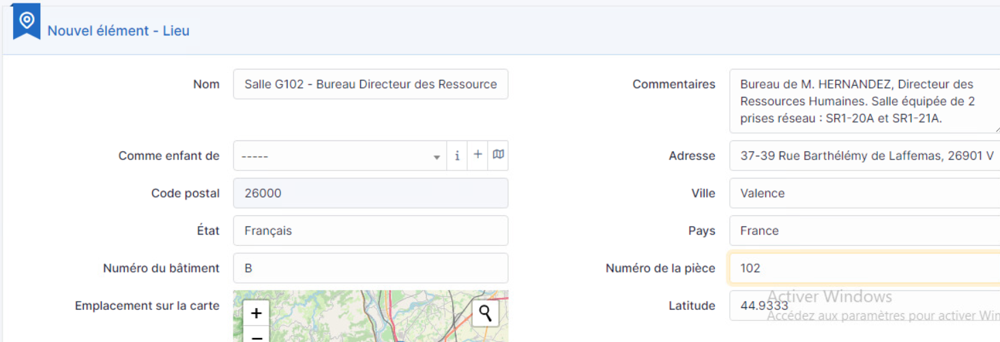 Nouvel élément - Lieu
Nom
Salle G102 - Bureau Directeur des Ressource
Commentaires
Bureau de M. HERNANDEZ, Directeur des
Ressources Humaines. Salle équipée de 2
prises réseau : SR1-20A et SR1-21A.
Comme enfant de
-----
i
+
Adresse
37-39 Rue Barthélémy de Laffemas, 26901 V
Code postal
26000
Ville
Valence
État
Français
Pays
France
Numéro du bâtiment
B
Numéro de la pièce
102
Emplacement sur la carte
+
−
Latitude
44.9333
Activer Windows
Accédez aux paramètres pour activer Win